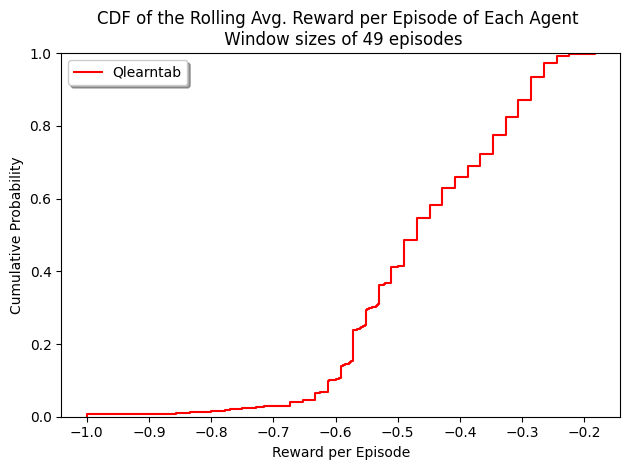 CDF of the Rolling Avg. Reward per Episode of Each Agent
Window sizes of 49 episodes
Qlearntab
1.0
0.8
0.6
0.4
0.2
0.0
Cumulative Probability
−1.0 −0.9 −0.8 −0.7 −0.6 −0.5 −0.4 −0.3 −0.2
Reward per Episode